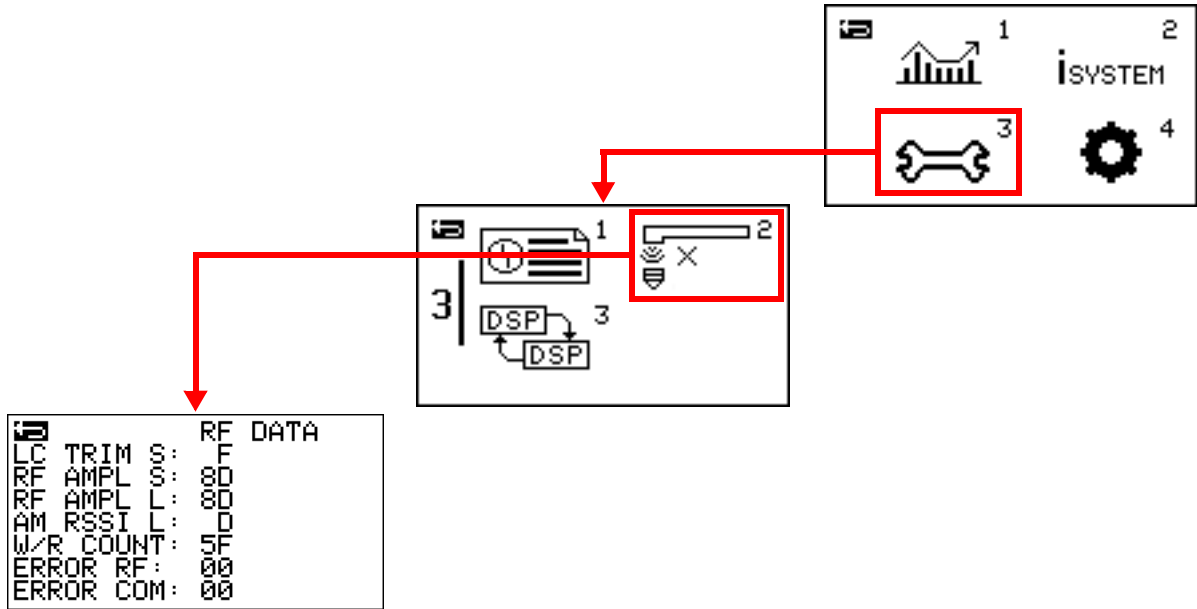 1
2
iSYSTEM
3
4
1
2
3
3
DSP
DSP
RF DATA
LC TRIM S: F
RF AMPL S: 8D
RF AMPL L: 8D
AM RSSI L: D
W/R COUNT: 5F
ERROR RF: 00
ERROR COM: 00